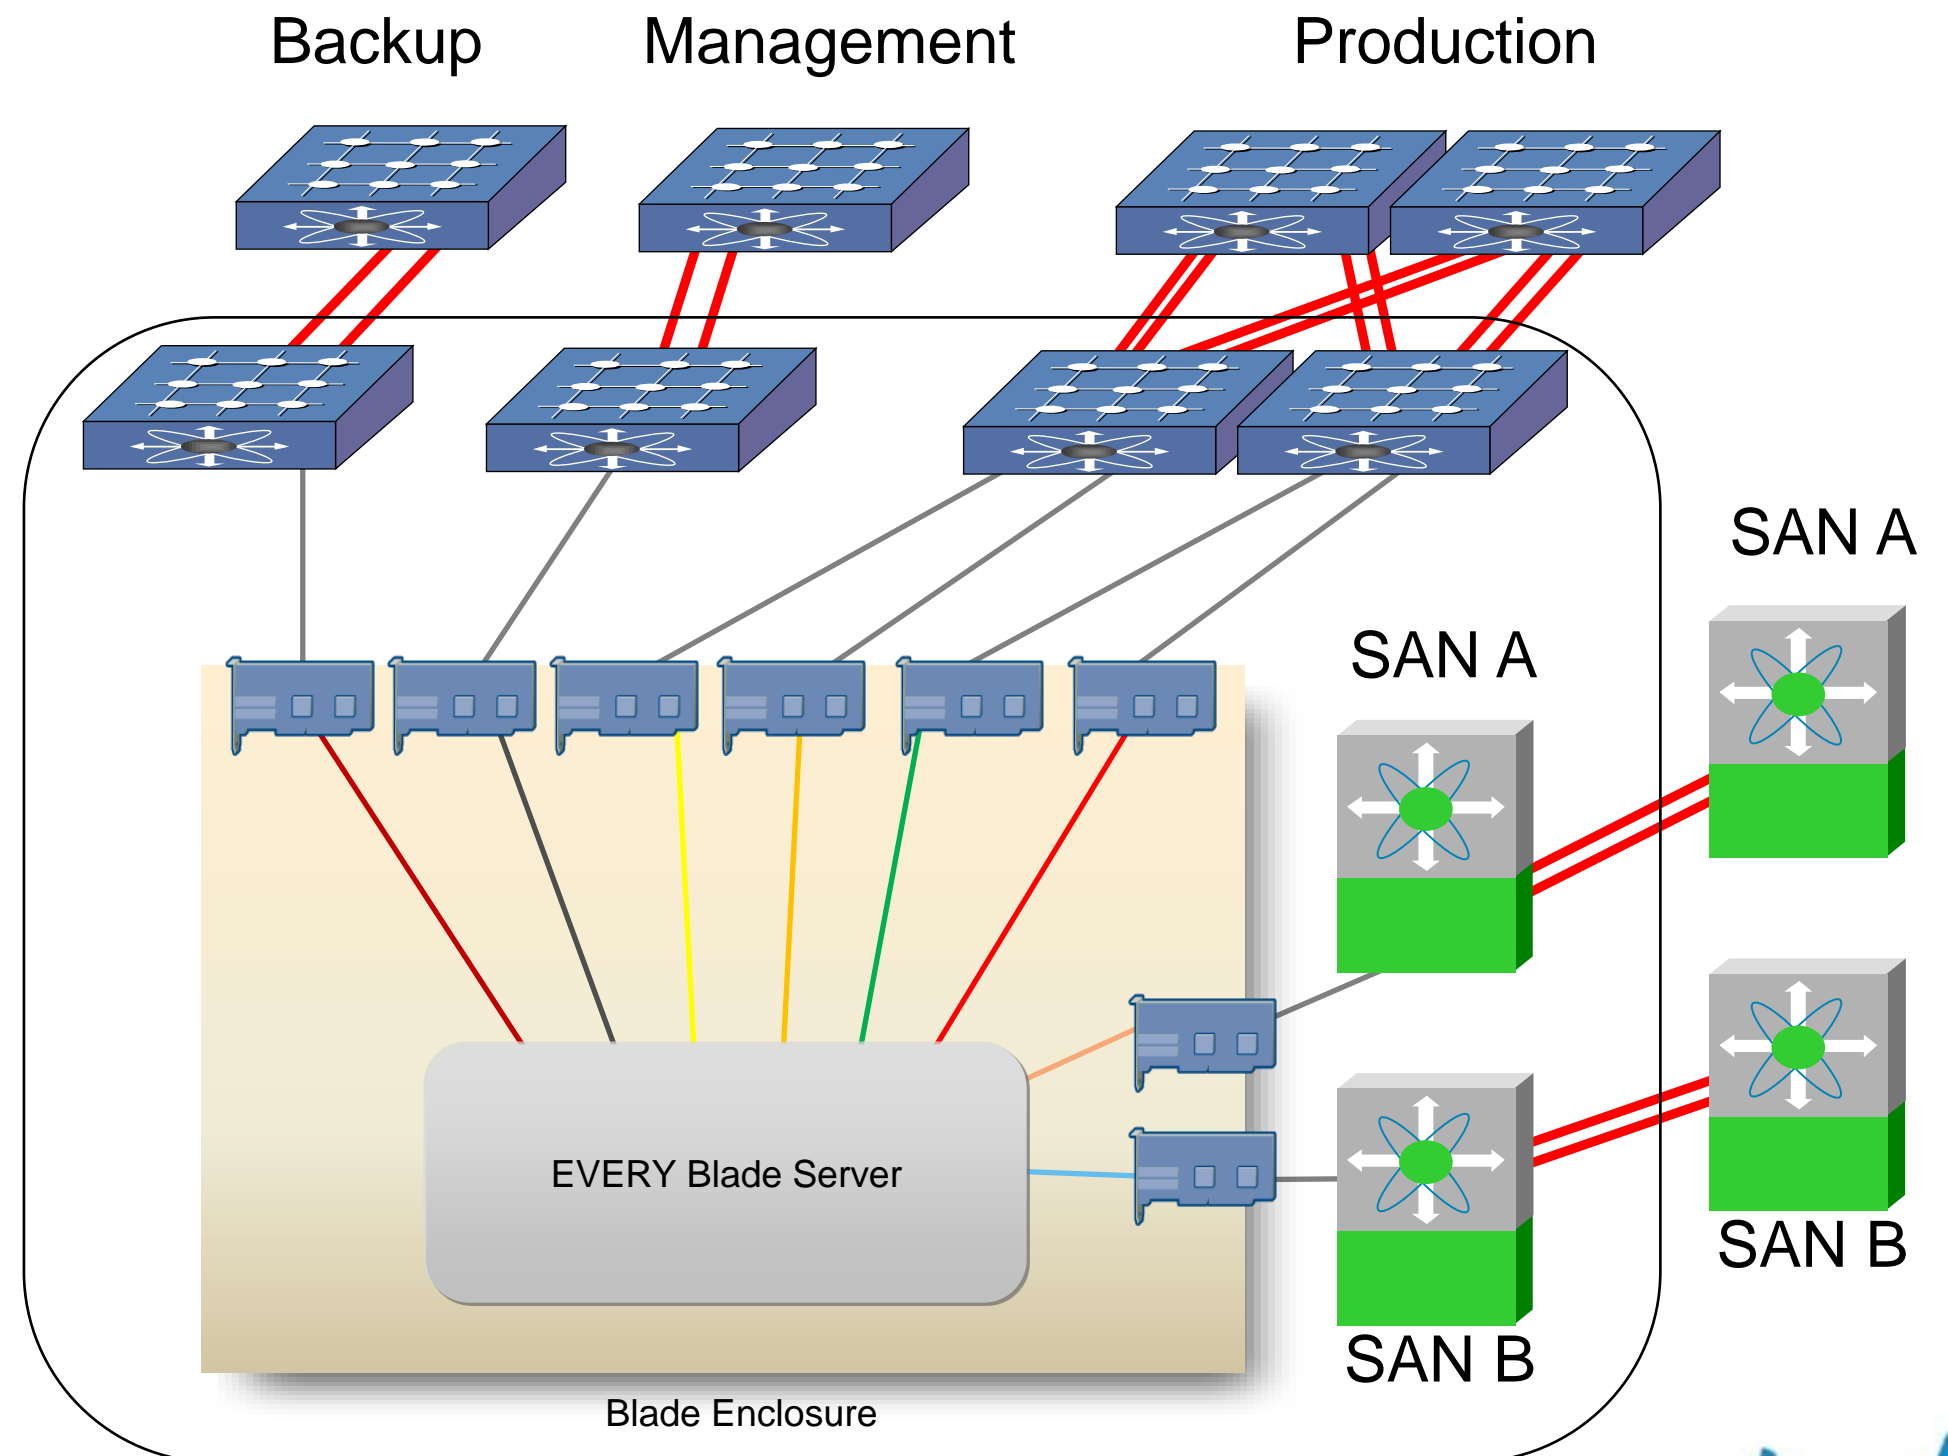 Backup
Management
Production
SAN A
SAN A
EVERY Blade Server
SAN B
SAN B
Blade Enclosure